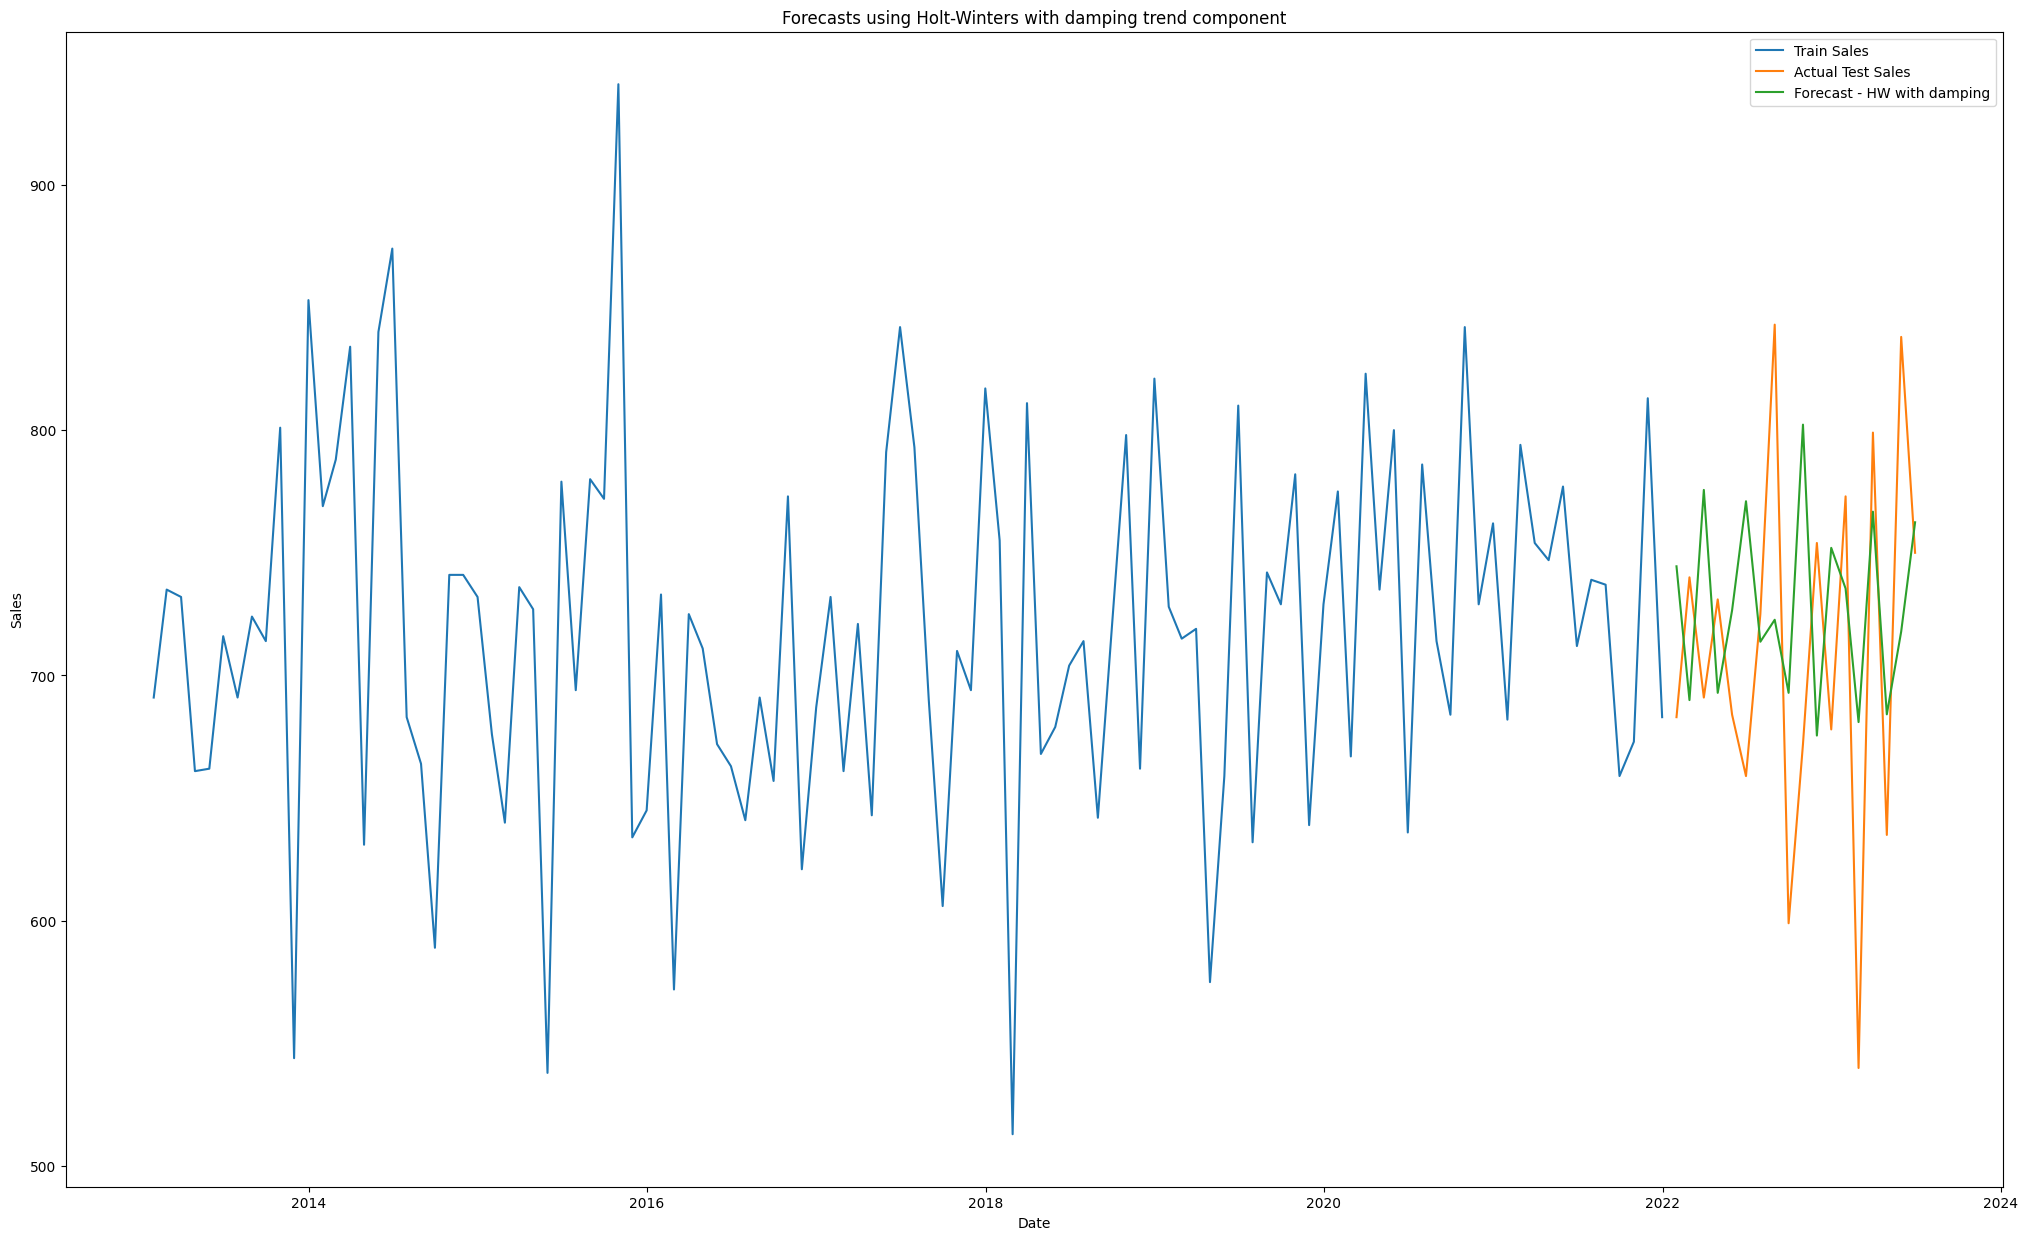 Forecasts using Holt-Winters with damping trend component
Train Sales
Actual Test Sales
Forecast - HW with damping
900
800
700
600
500
Sales
2014
2016
2018
2020
2022
2024
Date